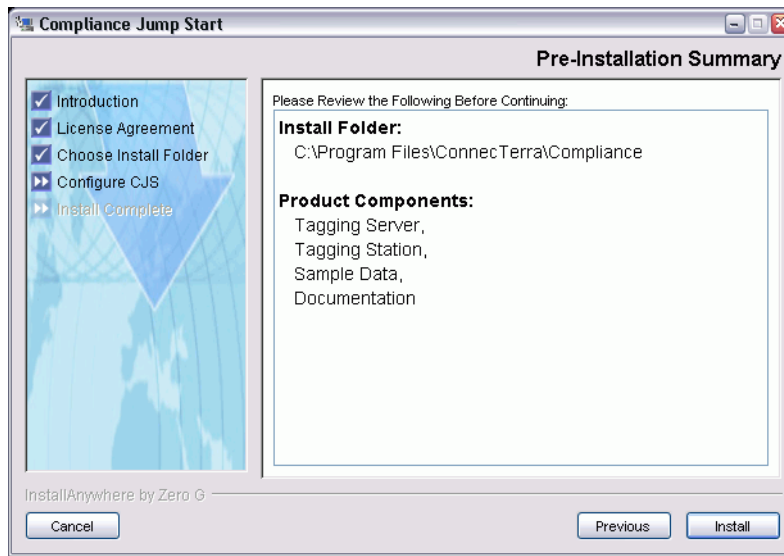 Compliance Jump Start
Pre-Installation Summary
Introduction
License Agreement
Choose Install Folder
Configure CJS
Install Complete
Please Review the Following Before Continuing:
Install Folder:
C:\Program Files\ConnecTerra\Compliance
Product Components:
Tagging Server,
Tagging Station,
Sample Data,
Documentation
InstallAnywhere by Zero G
Cancel
Previous
Install